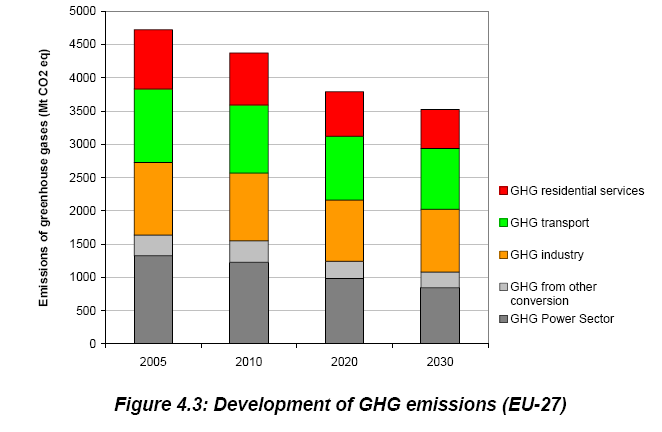 5000
4500
4000
3500
3000
2500
2000
1500
1000
500
0
Emissions of greenhouse gases (Mt CO2 eq)
2005
2010
2020
2030
GHG residential services
GHG transport
GHG industry
GHG from other
conversion
GHG Power Sector
Figure 4.3: Development of GHG emissions (EU-27)